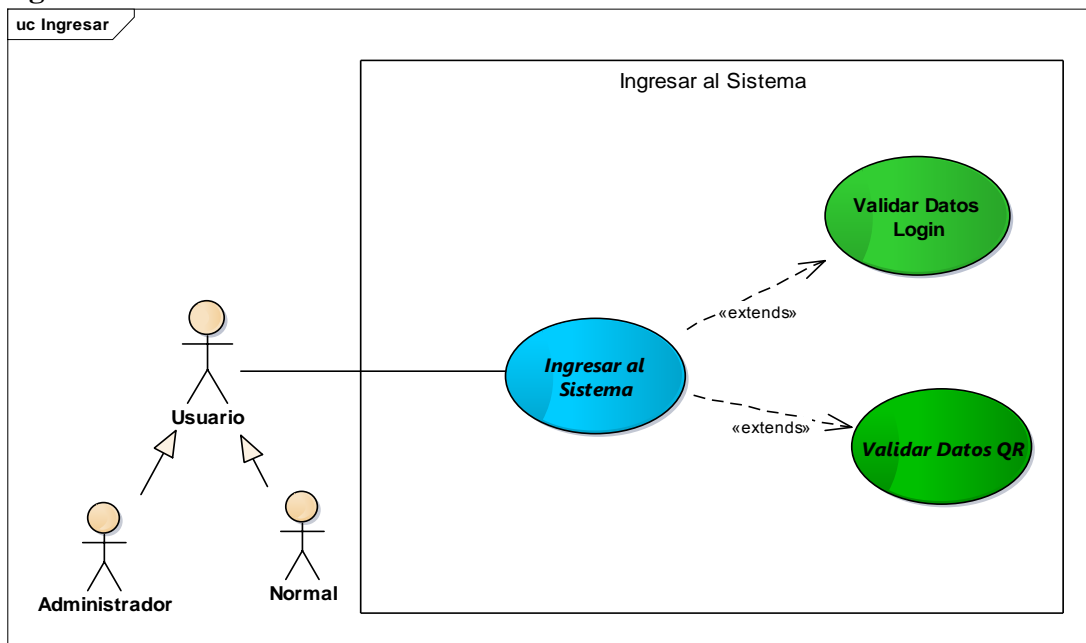 uc Ingresar
Ingresar al Sistema
Validar Datos
Login
«extends»
Ingresar al
Sistema
Usuario
«extends»
Validar Datos QR
Normal
Administrador